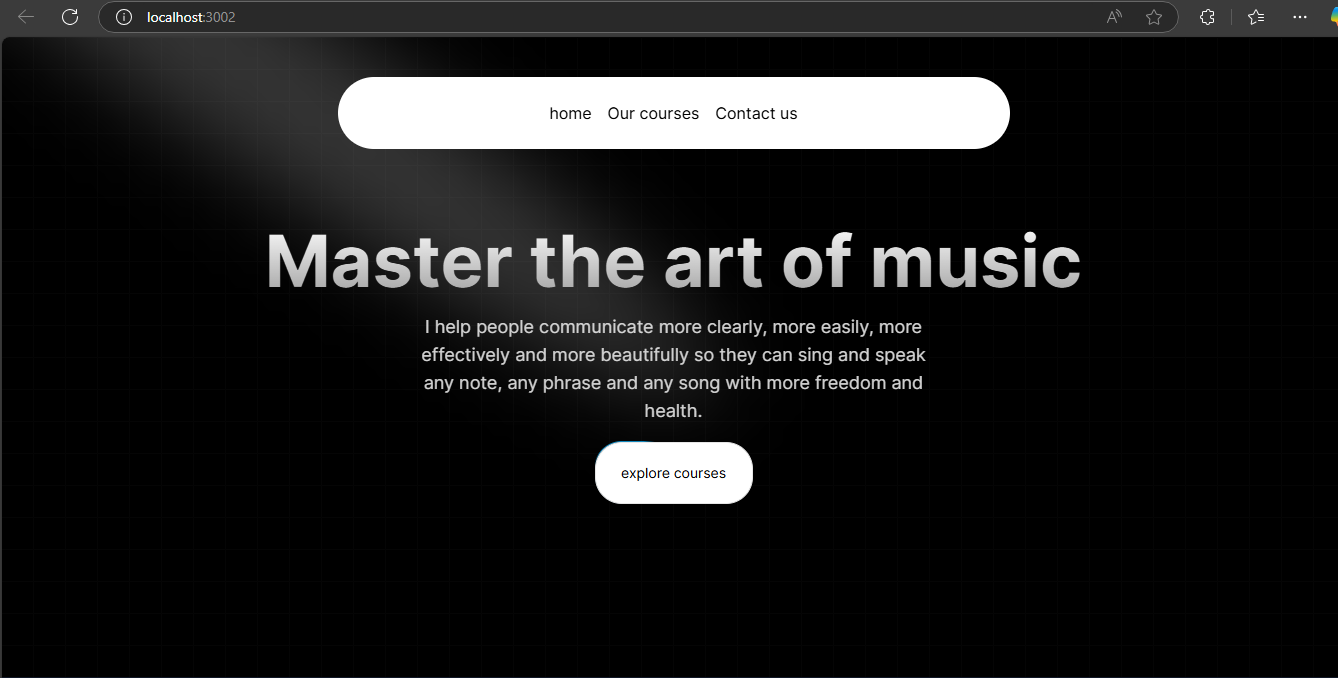 localhost:3002
home Our courses Contact us
Master the art of music
I help people communicate more clearly, more easily, more
effectively and more beautifully so they can sing and speak
any note, any phrase and any song with more freedom and
health.
explore courses